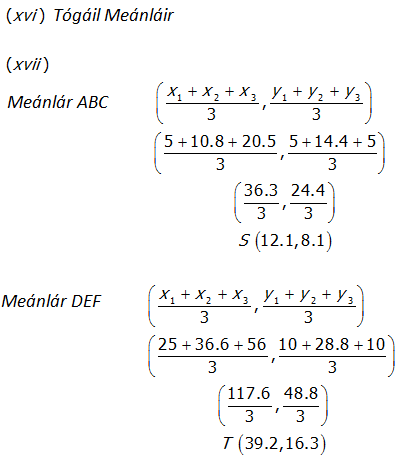 (xvi) Tógáil Meánláir
(xvii)
Meánlár ABC ((x₁ + x₂ + x₃)/3, (y₁ + y₂ + y₃)/3)
((5 + 10.8 + 20.5)/3, (5 + 14.4 + 5)/3)
(36.3/3, 24.4/3)
S (12.1, 8.1)
Meánlár DEF ((x₁ + x₂ + x₃)/3, (y₁ + y₂ + y₃)/3)
((25 + 36.6 + 56)/3, (10 + 28.8 + 10)/3)
(117.6/3, 48.8/3)
T (39.2, 16.3)